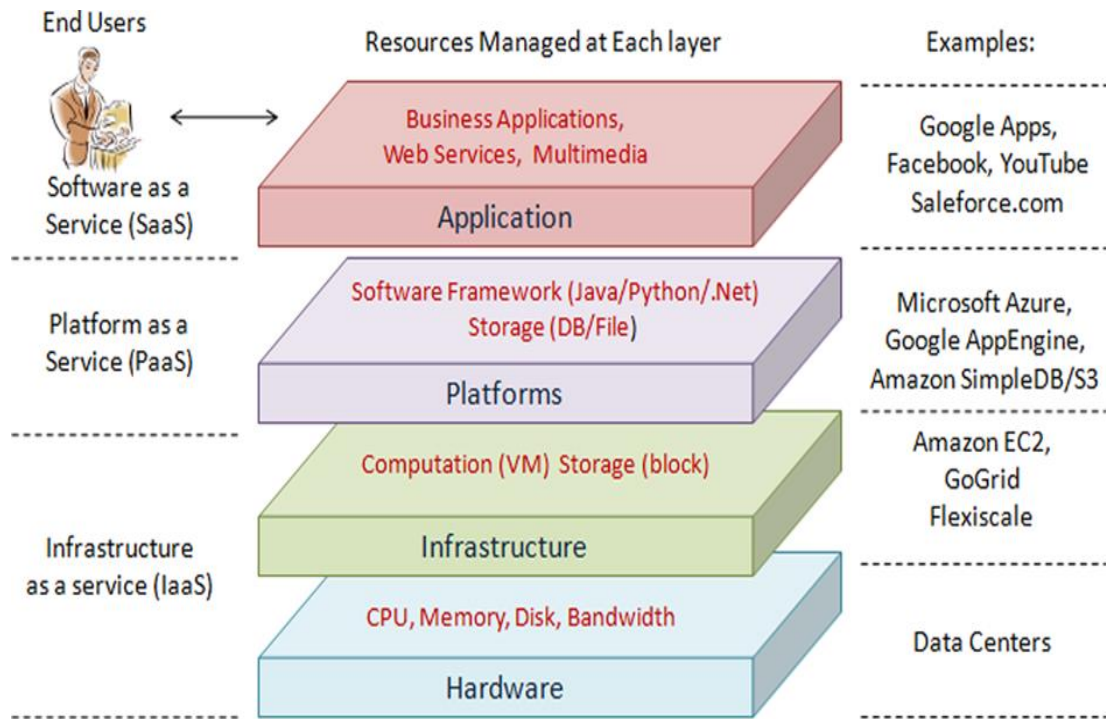 End Users
Resources Managed at Each layer
Examples:
Business Applications,
Web Services, Multimedia
Application
Software as a
Service (SaaS)
Google Apps,
Facebook, YouTube
Saleforce.com
Platform as a
Service (PaaS)
Software Framework (Java/Python/.Net)
Storage (DB/File)
Platforms
Microsoft Azure,
Google AppEngine,
Amazon SimpleDB/S3
Infrastructure
as a service (IaaS)
Computation (VM) Storage (block)
Infrastructure
Amazon EC2,
GoGrid
Flexiscale
CPU, Memory, Disk, Bandwidth
Hardware
Data Centers